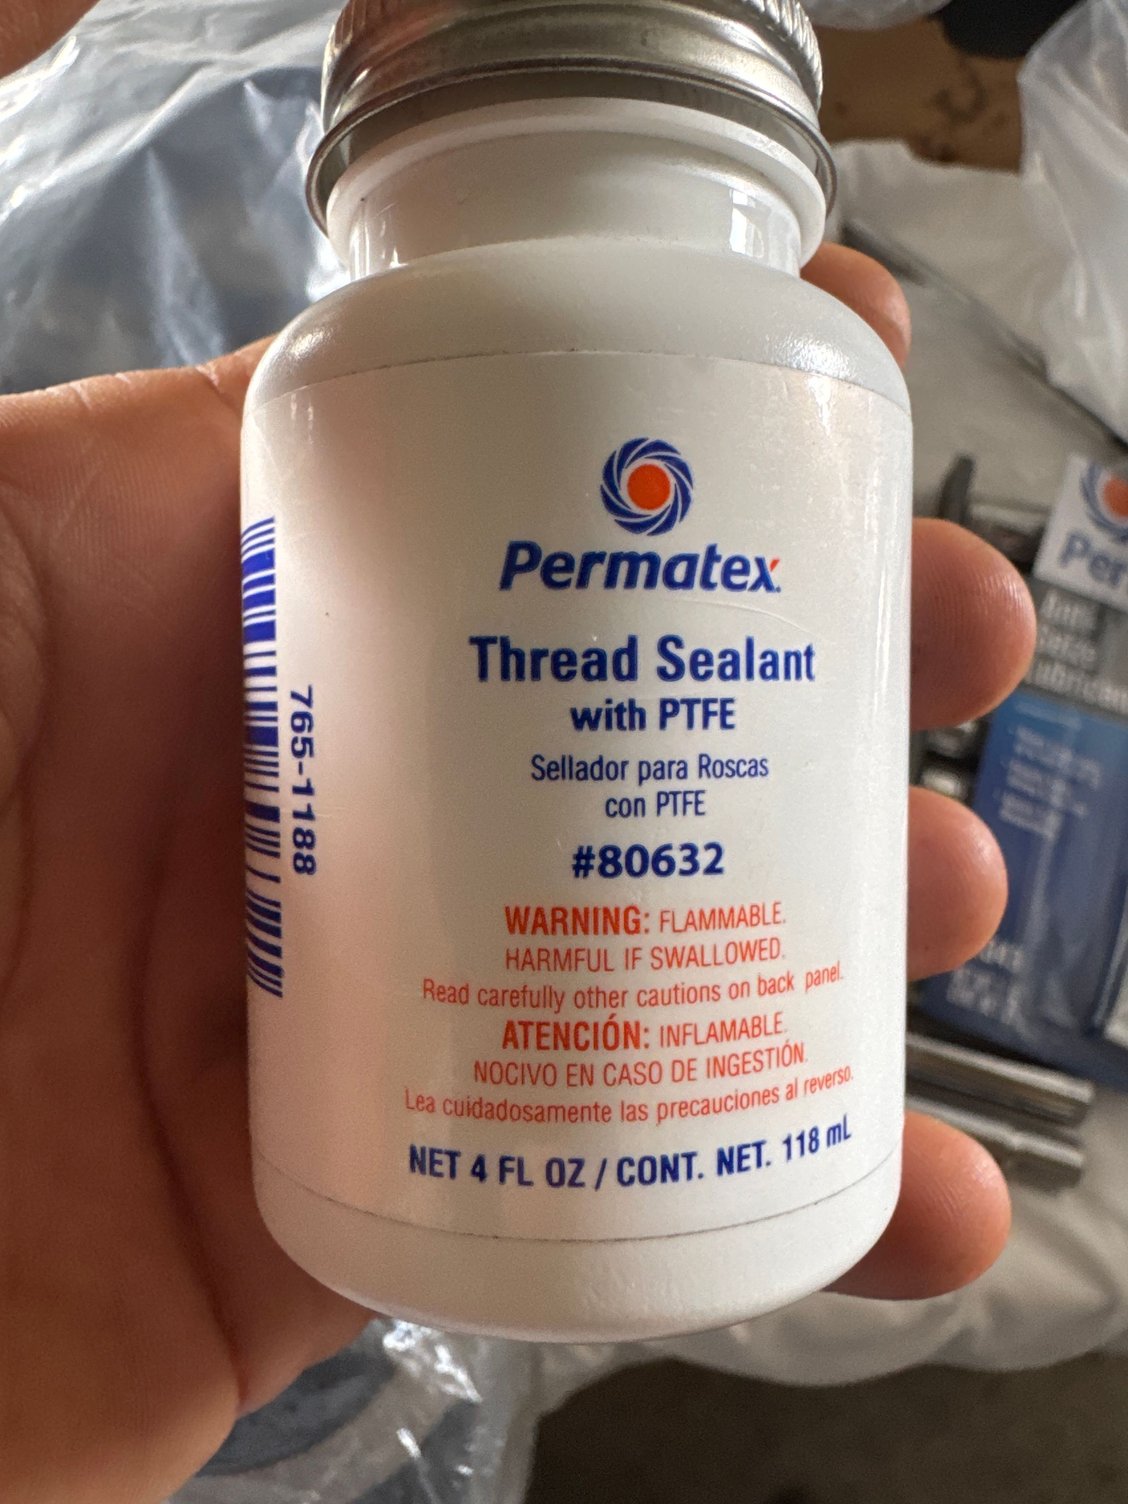 Permatex
Thread Sealant
with PTFE
Sellador para Roscas
con PTFE
#80632
WARNING: FLAMMABLE.
HARMFUL IF SWALLOWED.
Read carefully other cautions on back panel.
ATENCIÓN: INFLAMABLE.
NOCIVO EN CASO DE INGESTIÓN.
Lea cuidadosamente las precauciones al reverso.
NET 4 FL OZ / CONT. NET. 118 mL
765-1188
Per